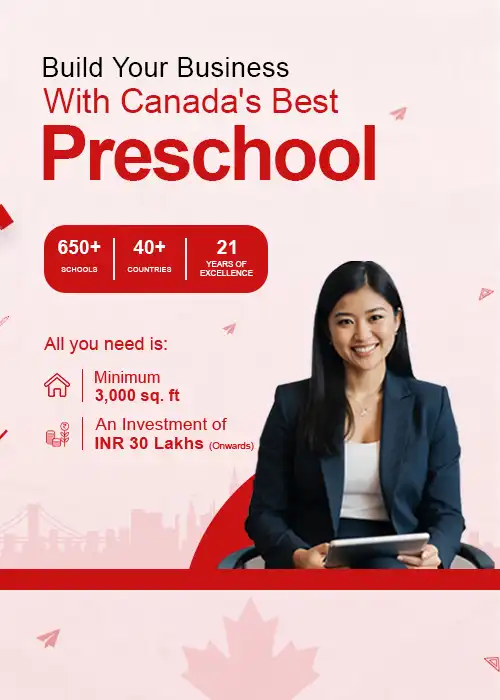 Build Your Business
With Canada's Best
Preschool
650+
SCHOOLS
40+
COUNTRIES
21
YEARS OF
EXCELLENCE
All you need is:
Minimum
3,000 sq. ft
An Investment of
INR 30 Lakhs (Onwards)